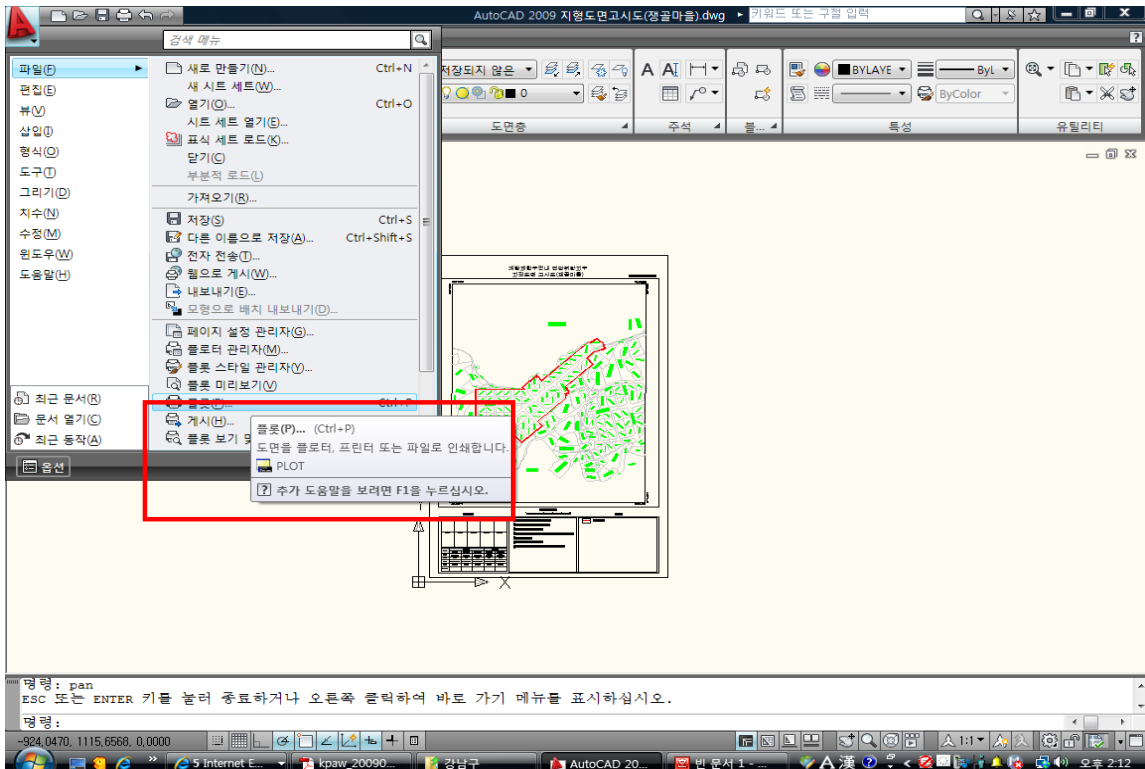 AutoCAD 2009 지형도면고시도(쟁골마을).dwg
키워드 또는 구절 입력
검색 메뉴
파일(F)
편집(E)
뷰(V)
삽입(I)
형식(O)
도구(T)
그리기(D)
치수(N)
수정(M)
윈도우(W)
도움말(H)
최근 문서(R)
문서 열기(C)
최근 동작(A)
옵션
새로 만들기(N)... Ctrl+N
새 시트 세트(W)...
열기(O)... Ctrl+O
시트 세트 열기(E)...
표식 세트 로드(K)...
닫기(C)
부분적 로드(L)
가져오기(R)...
저장(S) Ctrl+S
다른 이름으로 저장(A)... Ctrl+Shift+S
전자 전송(T)...
웹으로 게시(W)...
내보내기(E)...
모형으로 배치 내보내기(D)...
페이지 설정 관리자(G)...
플로터 관리자(M)...
플롯 스타일 관리자(Y)...
플롯 미리보기(V)
플롯(P)... Ctrl+P
게시(H)...
플롯 보기 및
플롯(P)... (Ctrl+P)
도면을 플로터, 프린터 또는 파일로 인쇄합니다.
PLOT
추가 도움말을 보려면 F1을 누르십시오.
저장되지 않은
0
도면층
주석
블...
BYLAYE
ByL
ByColor
특성
유틸리티
X
명령: pan
ESC 또는 ENTER 키를 눌러 종료하거나 오른쪽 클릭하여 바로 가기 메뉴를 표시하십시오.
명령:
-924,0470, 1115,6568, 0,0000
1:1
5 Internet E...
kpaw_20090...
강남구
AutoCAD 20...
빈 문서 1 - ...
A 漢
오후 2:12